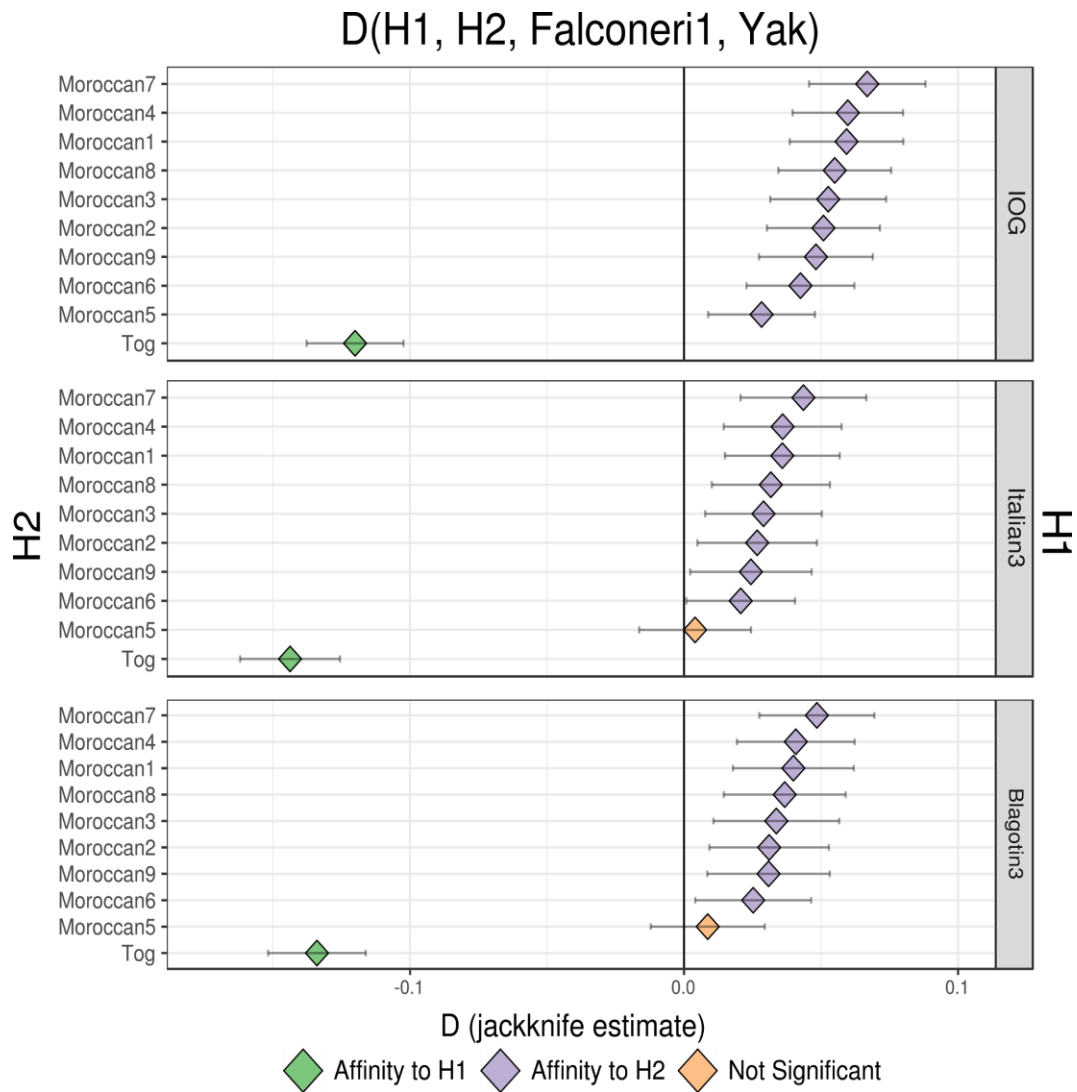 D(H1, H2, Falconeri1, Yak)
H2
Moroccan7
Moroccan4
Moroccan1
Moroccan8
Moroccan3
Moroccan2
Moroccan9
Moroccan6
Moroccan5
Tog
IOG
Moroccan7
Moroccan4
Moroccan1
Moroccan8
Moroccan3
Moroccan2
Moroccan9
Moroccan6
Moroccan5
Tog
Italian3
Moroccan7
Moroccan4
Moroccan1
Moroccan8
Moroccan3
Moroccan2
Moroccan9
Moroccan6
Moroccan5
Tog
Blagotin3
H1
-0.1 0.0 0.1
D (jackknife estimate)
Affinity to H1 Affinity to H2 Not Significant